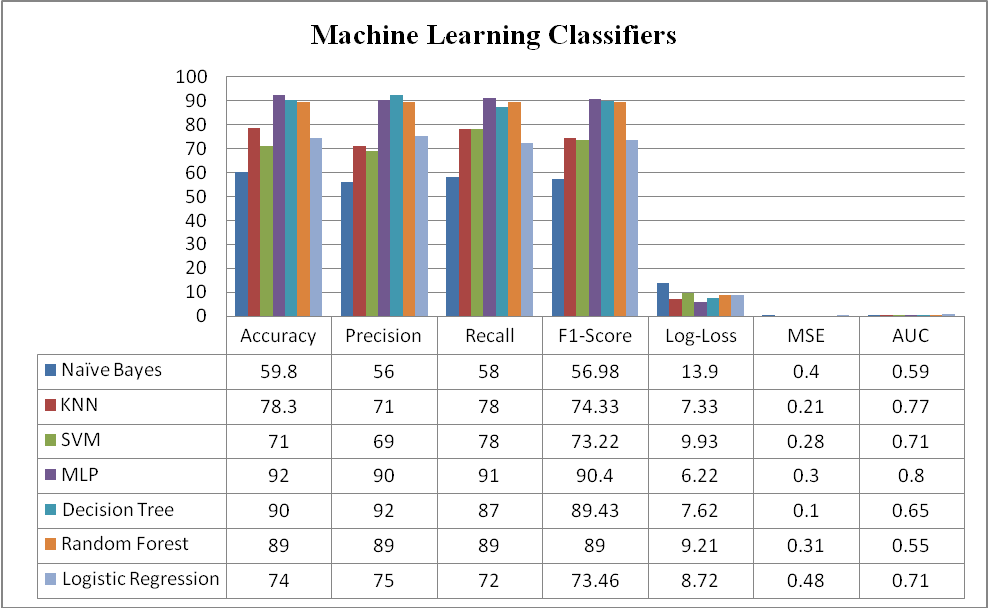 Machine Learning Classifiers
100
90
80
70
60
50
40
30
20
10
0
Accuracy Precision Recall F1-Score Log-Loss MSE AUC
Naïve Bayes 59.8 56 58 56.98 13.9 0.4 0.59
KNN 78.3 71 78 74.33 7.33 0.21 0.77
SVM 71 69 78 73.22 9.93 0.28 0.71
MLP 92 90 91 90.4 6.22 0.3 0.8
Decision Tree 90 92 87 89.43 7.62 0.1 0.65
Random Forest 89 89 89 89 9.21 0.31 0.55
Logistic Regression 74 75 72 73.46 8.72 0.48 0.71